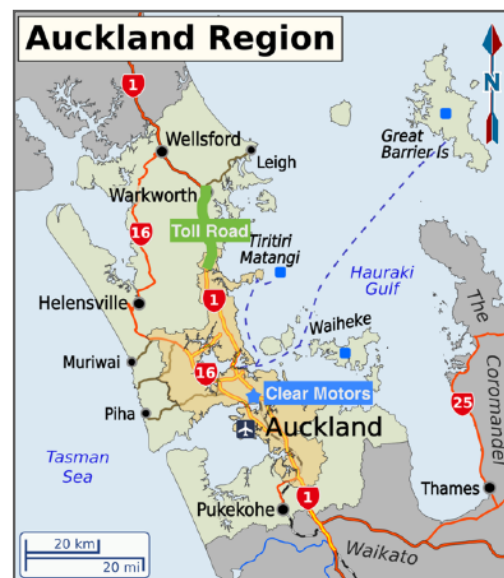 Auckland Region
N
1
Wellsford
Leigh
Great
Barrier Is
Warkworth
Toll Road
16
Tiritiri
Matangi
Hauraki
Gulf
The
Coromandel
Helensville
1
Waiheke
Muriwai
16
Clear Motors
25
Piha
Auckland
Tasman
Sea
Thames
1
Pukekohe
Waikato
20 km
20 mi